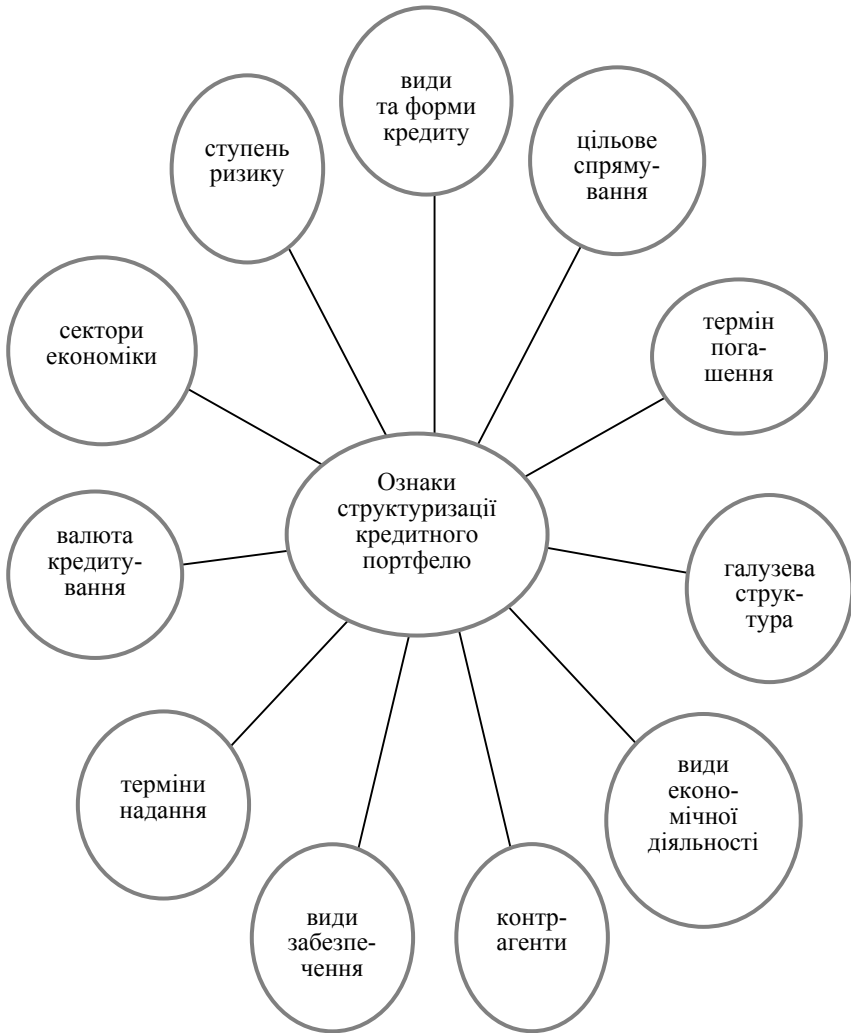 види
та форми
кредиту
ступень
ризику
цільове
спряму-
вання
сектори
економіки
термін
пога-
шення
Ознаки
структуризації
кредитного
портфелю
валюта
кредиту-
вання
галузева
струк-
тура
терміни
надання
види
еконо-
мічної
діяльності
види
забезпе-
чення
контр-
агенти